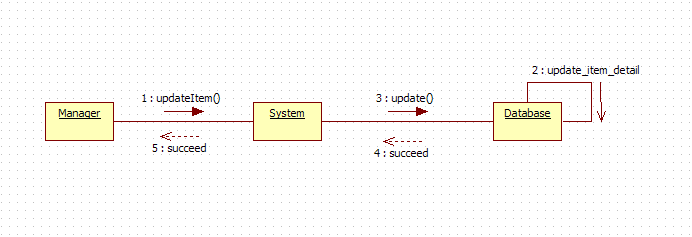 2 : update_item_detail
1 : updateItem()
3 : update()
Manager
System
Database
5 : succeed
4 : succeed